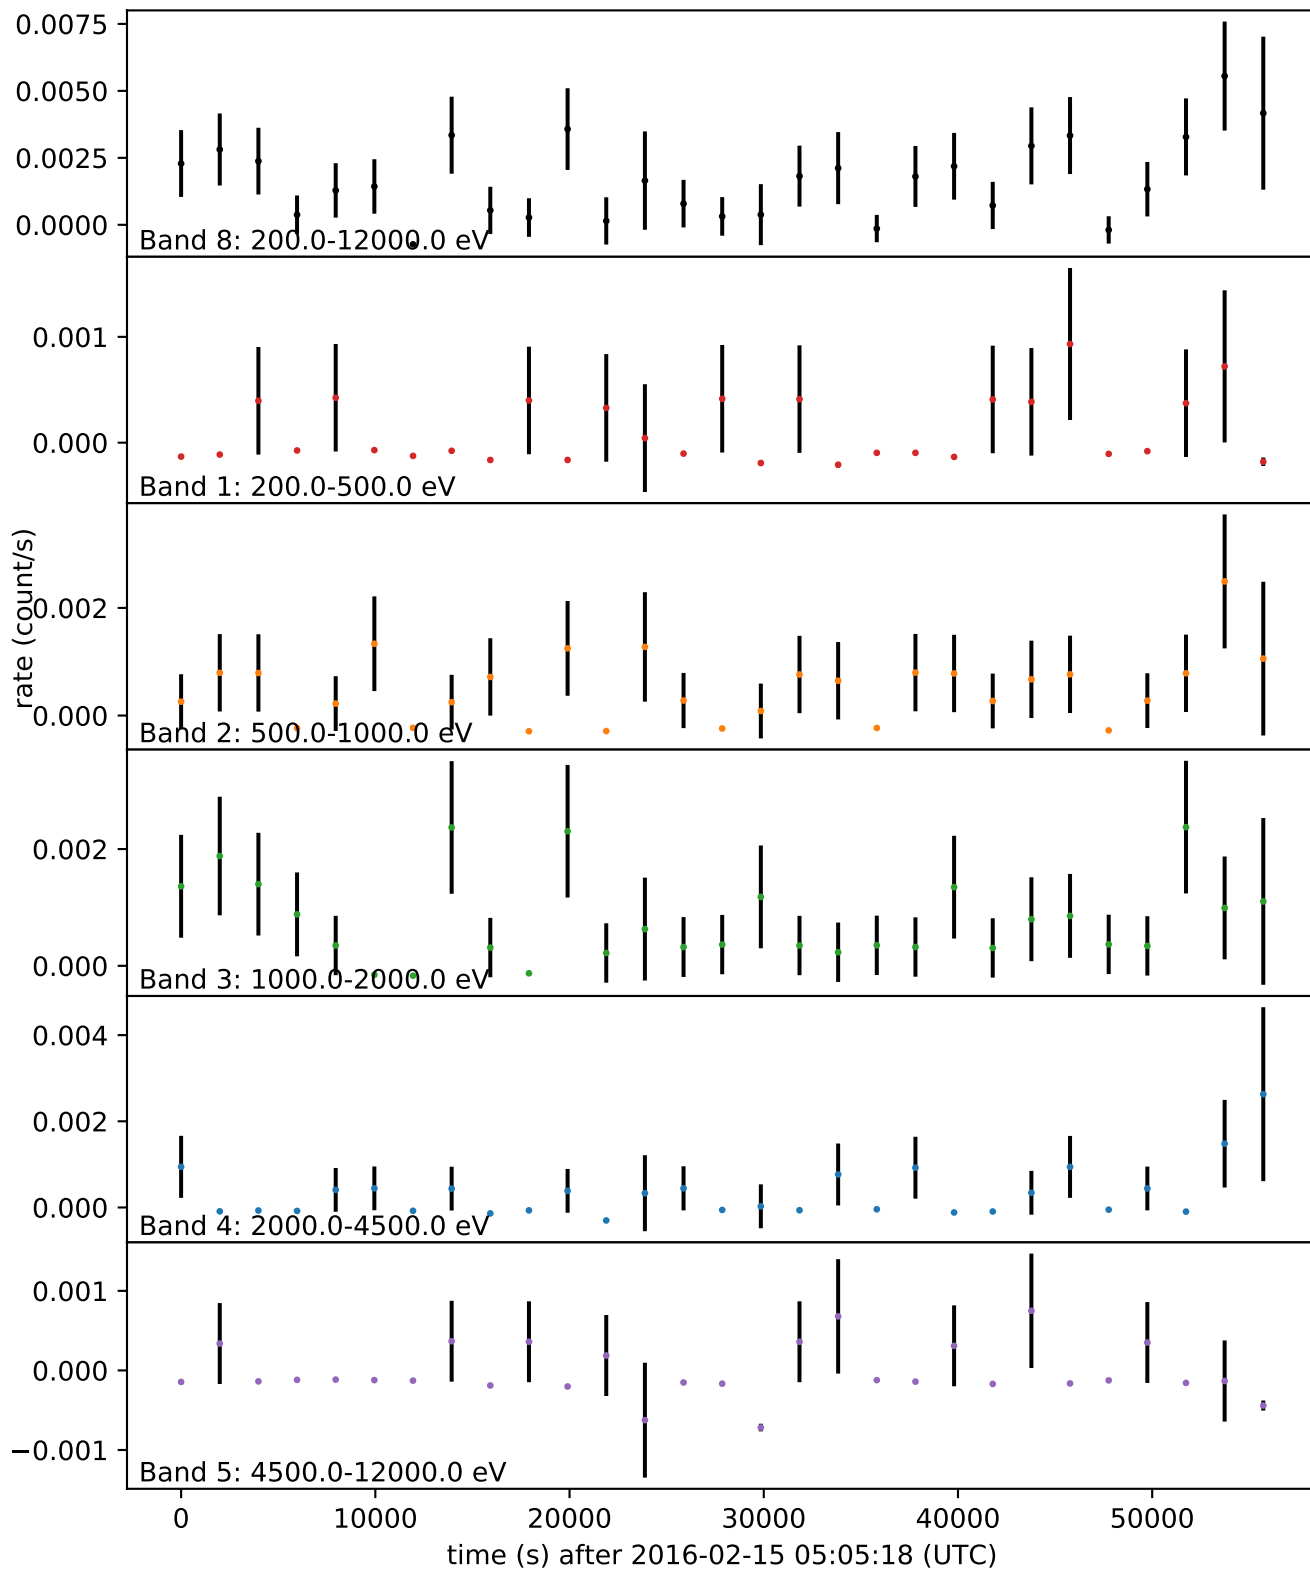 0.0075
0.0050
0.0025
0.0000
Band 8: 200.0-12000.0 eV
0.001
0.000
Band 1: 200.0-500.0 eV
rate (count/s)
0.002
0.000
Band 2: 500.0-1000.0 eV
0.002
0.000
Band 3: 1000.0-2000.0 eV
0.004
0.002
0.000
Band 4: 2000.0-4500.0 eV
0.001
0.000
−0.001
Band 5: 4500.0-12000.0 eV
0 10000 20000 30000 40000 50000
time (s) after 2016-02-15 05:05:18 (UTC)